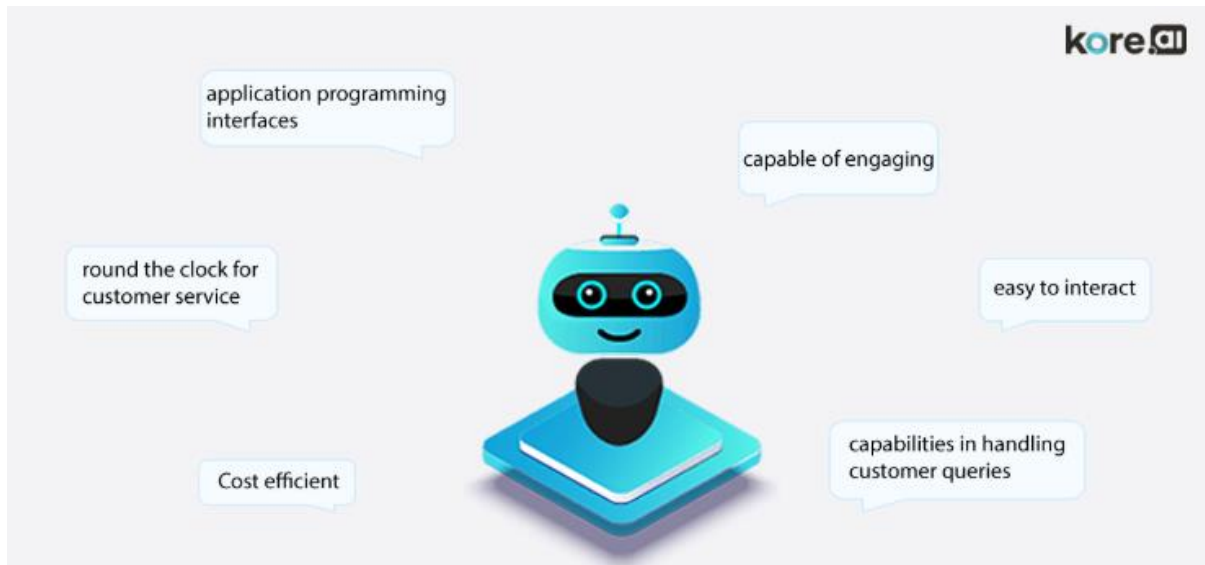 kore.ai
application programming
interfaces
capable of engaging
round the clock for
customer service
easy to interact
capabilities in handling
customer queries
Cost efficient